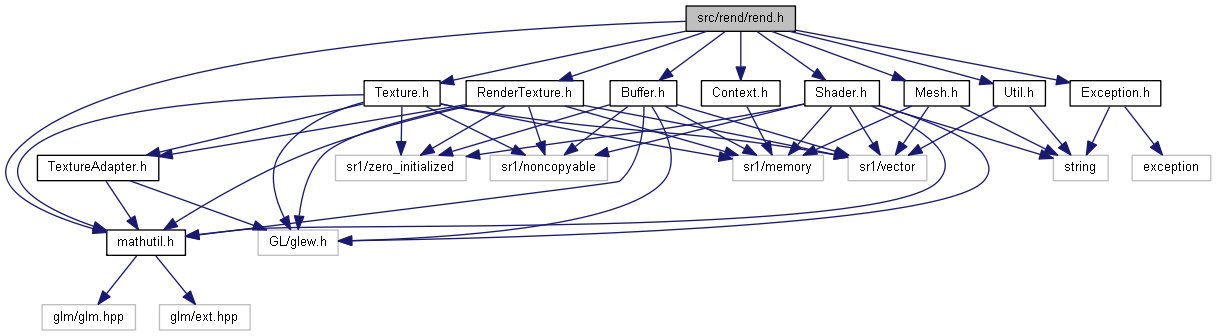 src/rend/rend.h
Texture.h
RenderTexture.h
Buffer.h
Context.h
Shader.h
Mesh.h
Util.h
Exception.h
TextureAdapter.h
sr1/zero_initialized
sr1/noncopyable
sr1/memory
sr1/vector
string
exception
mathutil.h
GL/glew.h
glm/glm.hpp
glm/ext.hpp